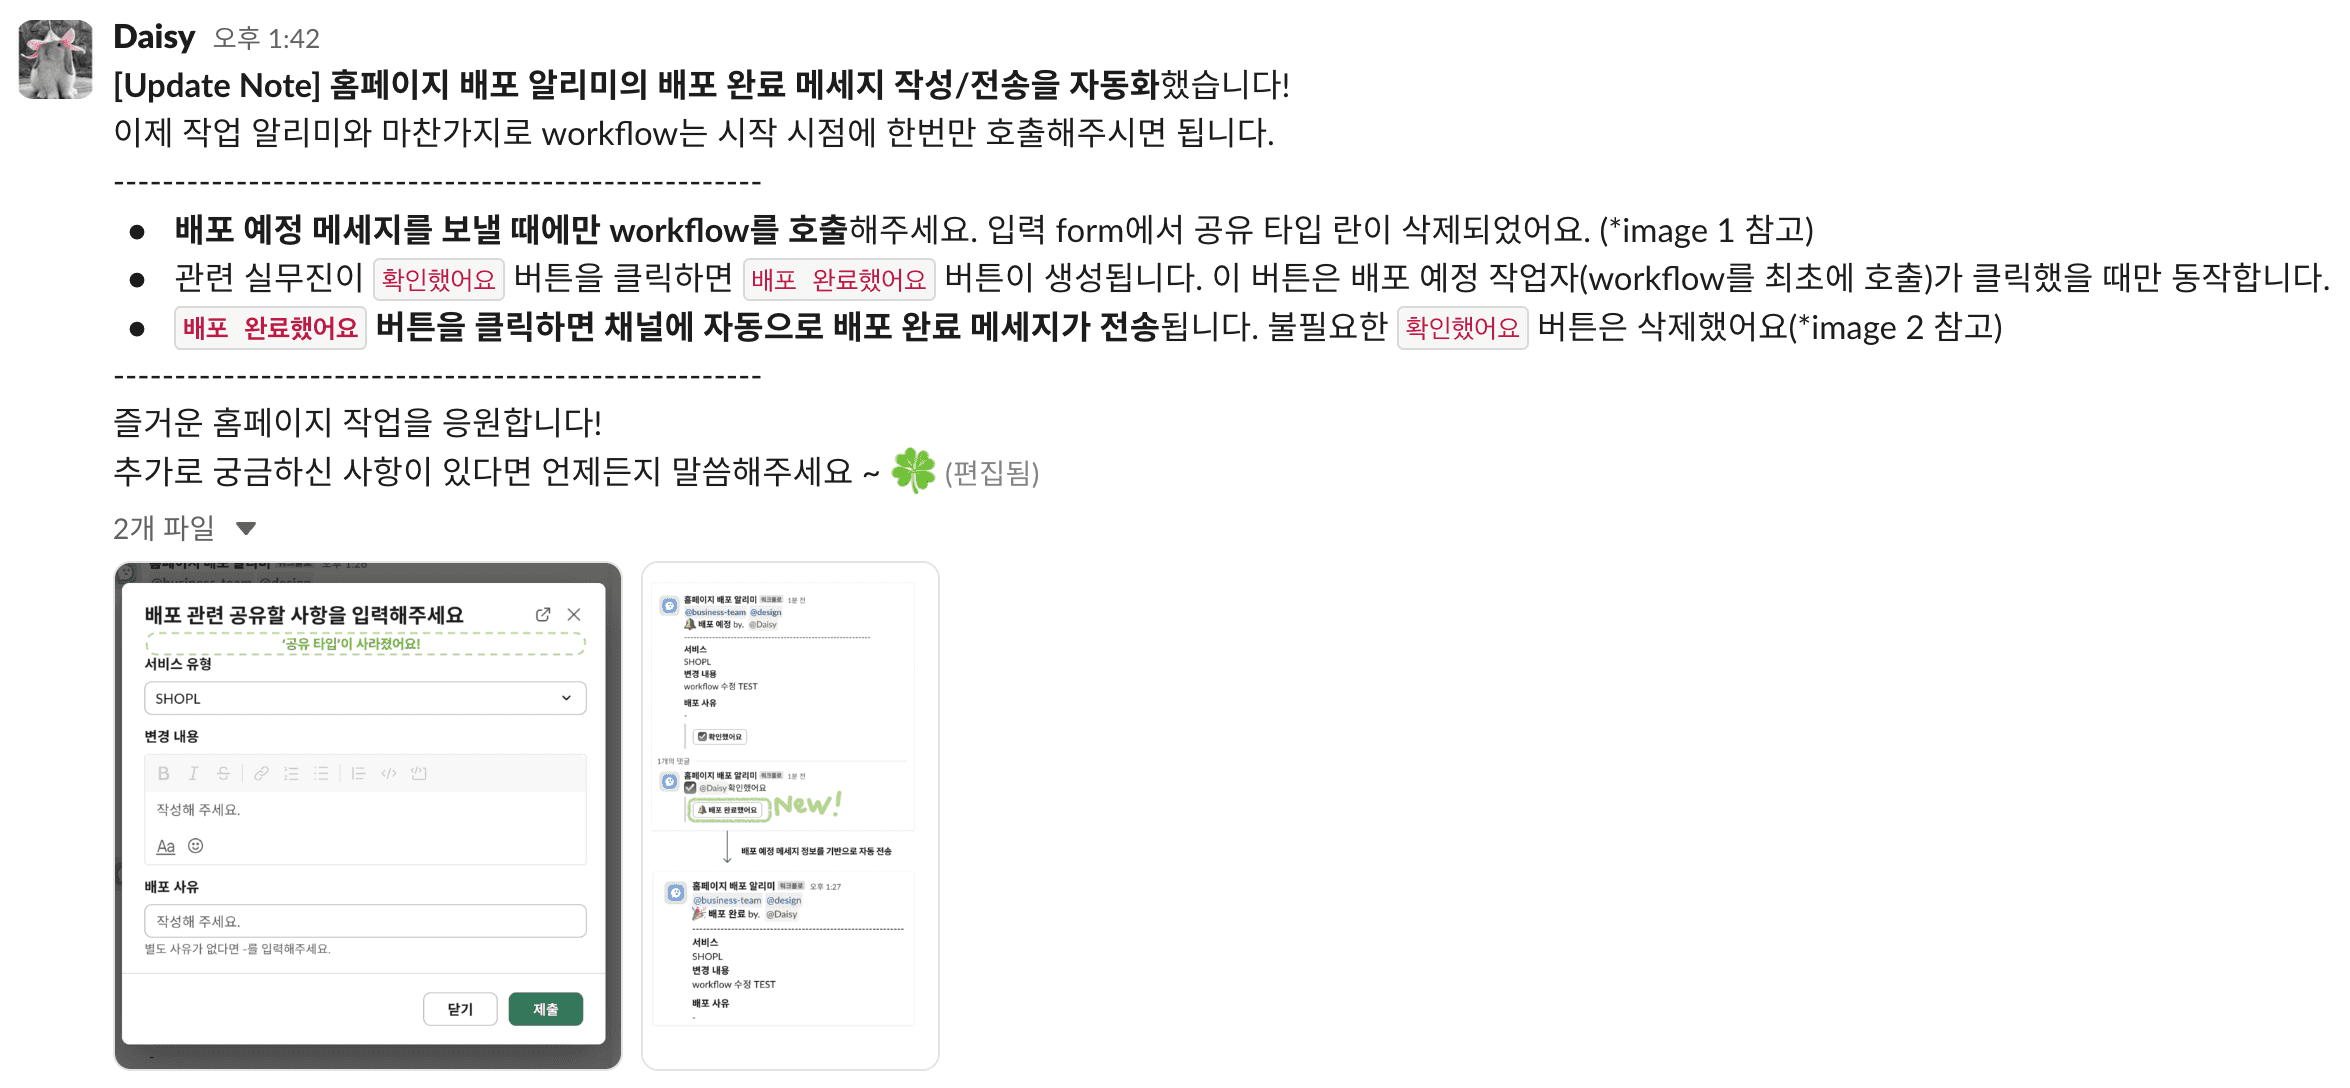 Daisy 오후 1:42
[Update Note] 홈페이지 배포 알리미의 배포 완료 메세지 작성/전송을 자동화했습니다!
이제 작업 알리미와 마찬가지로 workflow는 시작 시점에 한번만 호출해주시면 됩니다.
-----------------------------------------------------
● 배포 예정 메세지를 보낼 때에만 workflow를 호출해주세요. 입력 form에서 공유 타입 란이 삭제되었어요. (*image 1 참고)
● 관련 실무진이 확인했어요 버튼을 클릭하면 배포 완료했어요 버튼이 생성됩니다. 이 버튼은 배포 예정 작업자(workflow를 최초에 호출)가 클릭했을 때만 동작합니다.
● 배포 완료했어요 버튼을 클릭하면 채널에 자동으로 배포 완료 메세지가 전송됩니다. 불필요한 확인했어요 버튼은 삭제했어요(*image 2 참고)
-----------------------------------------------------
즐거운 홈페이지 작업을 응원합니다!
추가로 궁금하신 사항이 있다면 언제든지 말씀해주세요 ~ 🍀 (편집됨)
2개 파일
배포 관련 공유할 사항을 입력해주세요
'공유 타입'이 사라졌어요!
서비스 유형
SHOPL
변경 내용
작성해 주세요.
Aa
배포 사유
작성해 주세요.
별도 사유가 없다면 -를 입력해주세요.
닫기 제출
홈페이지 배포 알리미 워크플로 1분 전
@business-team @design
배포 예정 by. @Daisy
서비스
SHOPL
변경 내용
workflow 수정 TEST
배포 사유
-
확인했어요
1개의 댓글
홈페이지 배포 알리미 워크플로 1분 전
@Daisy 확인했어요
배포 완료했어요 New!
배포 예정 메세지 정보를 기반으로 자동 전송
홈페이지 배포 알리미 워크플로 오후 1:27
@business-team @design
배포 완료 by. @Daisy
서비스
SHOPL
변경 내용
workflow 수정 TEST
배포 사유
-